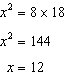 x² = 8 × 18
x² = 144
x = 12